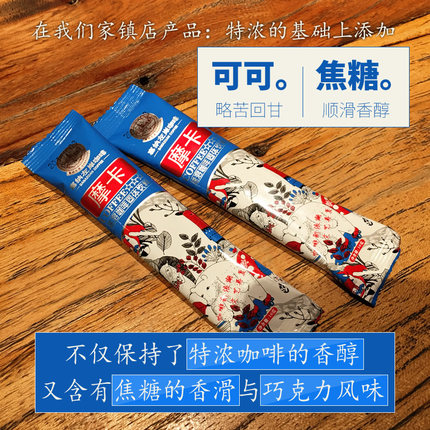 在我们家镇店产品：特浓的基础上添加
可可。
略苦回甘
焦糖。
顺滑香醇
摩卡
摩卡
不仅保持了特浓咖啡的香醇
又含有焦糖的香滑与巧克力风味